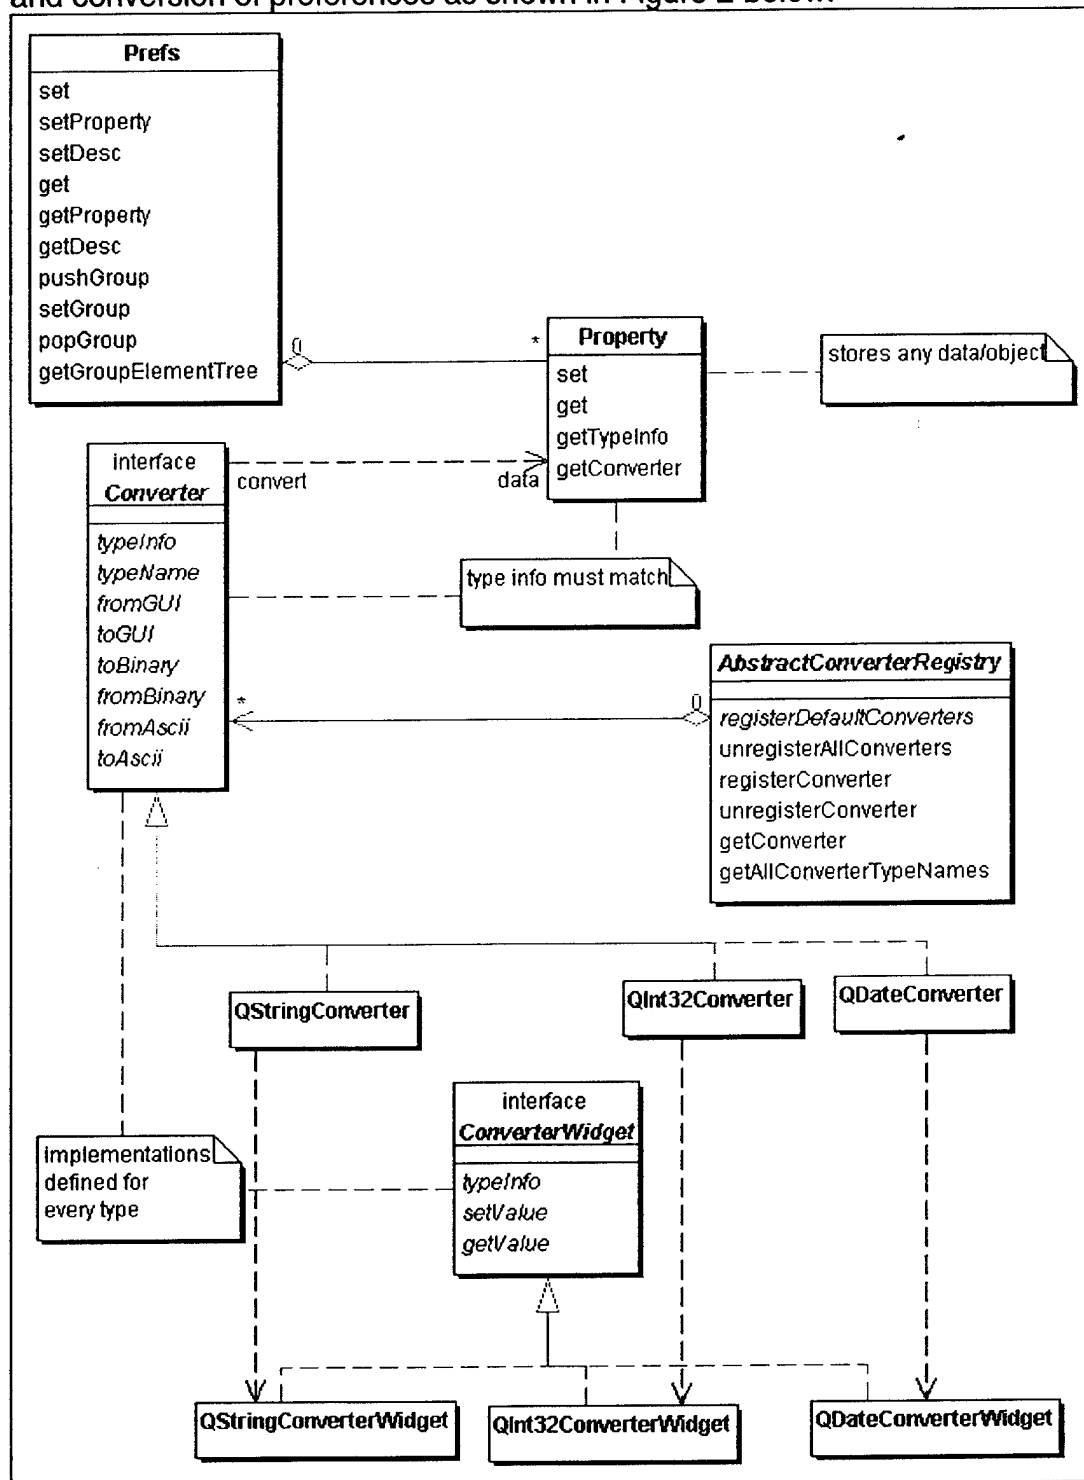 and conversion of preferences as shown in Figure 2 below.
Prefs
set
setProperty
setDesc
get
getProperty
getDesc
pushGroup
setGroup
popGroup
getGroupElementTree
0
*
Property
set
get
getTypeInfo
getConverter
stores any data/object
interface
Converter
typeInfo
typeName
fromGUI
toGUI
toBinary
fromBinary
fromAscii
toAscii
convert
data
type info must match
*
0
AbstractConverterRegistry
registerDefaultConverters
unregisterAllConverters
registerConverter
unregisterConverter
getConverter
getAllConverterTypeNames
QStringConverter
QInt32Converter
QDateConverter
interface
ConverterWidget
typeInfo
setValue
getValue
implementations
defined for
every type
QStringConverterWidget
QInt32ConverterWidget
QDateConverterWidget